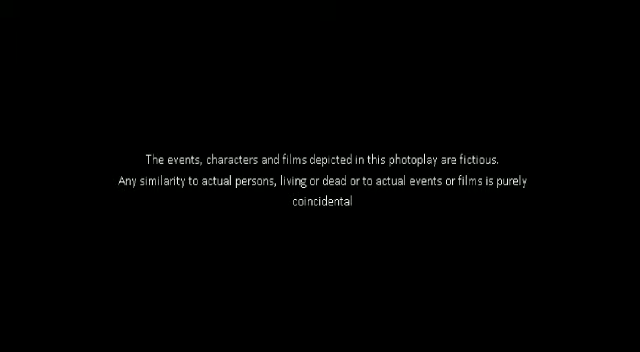 The events, characters and films depicted in this photoplay are fictious.
Any similarity to actual persons, living or dead or to actual events or films is purely
coincidental